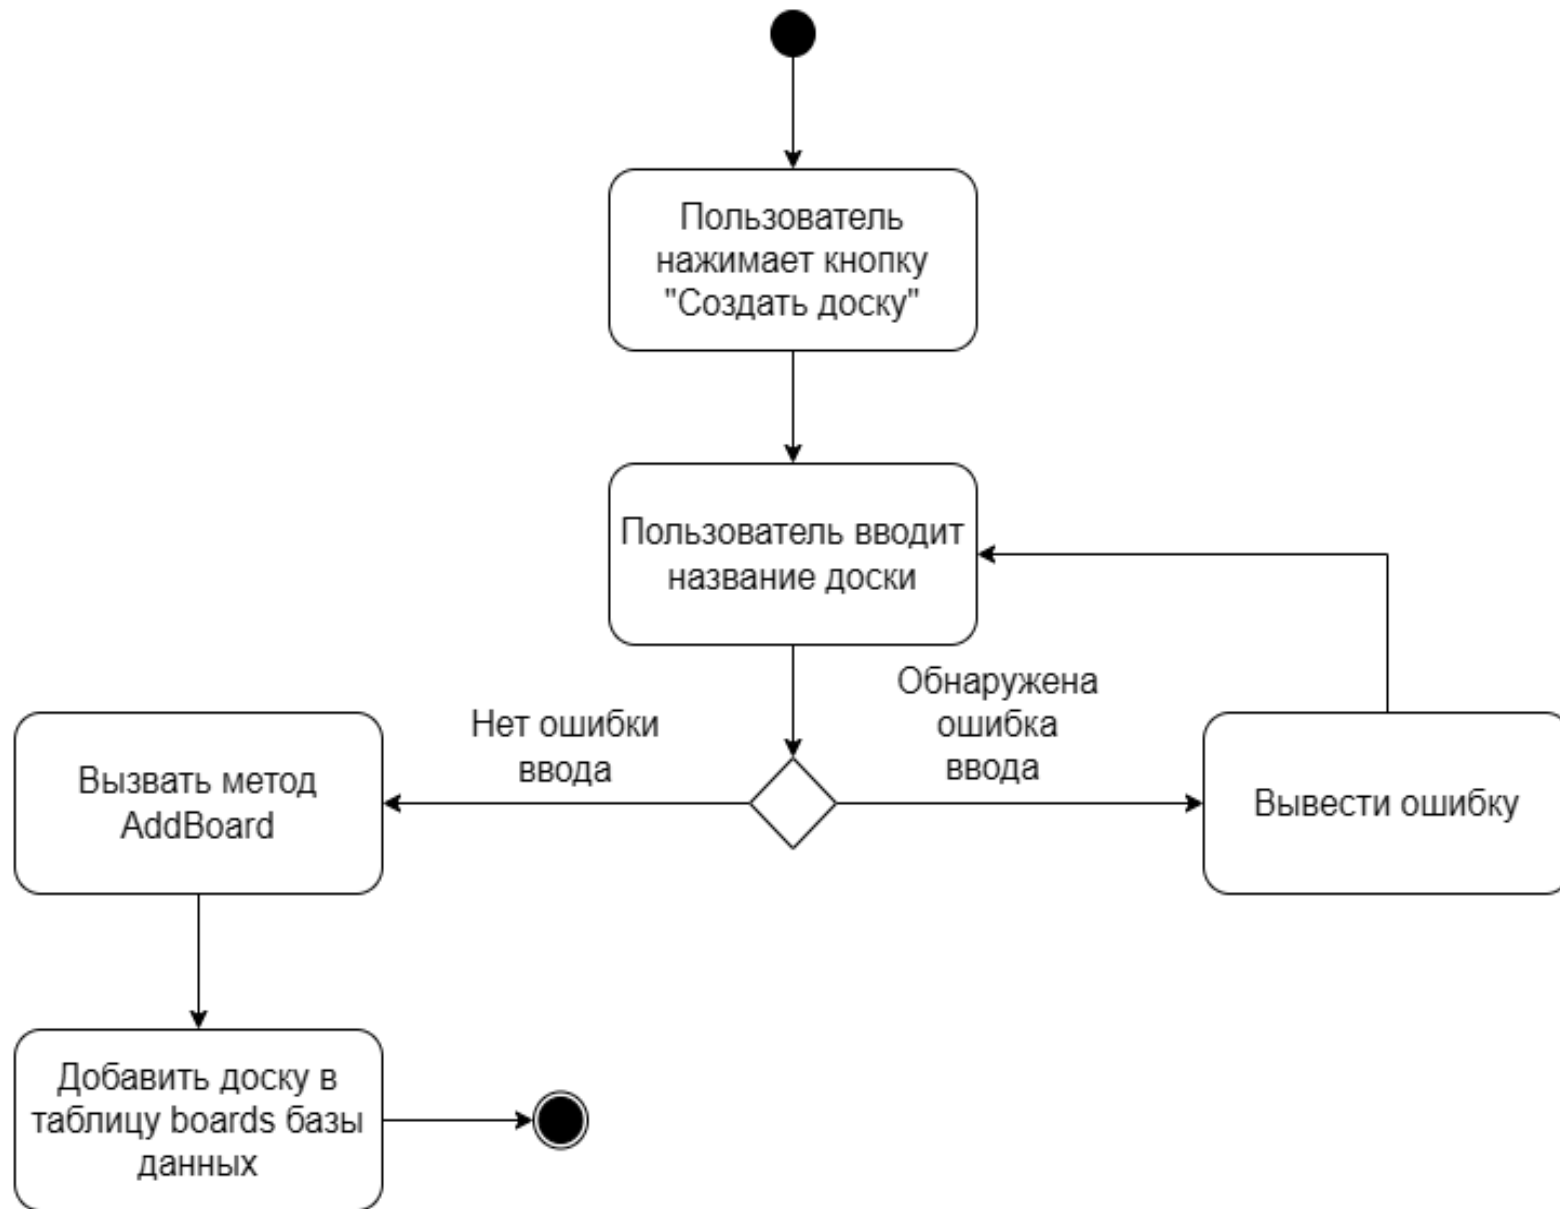 Пользователь
нажимает кнопку
"Создать доску"
Пользователь вводит
название доски
Обнаружена
ошибка
ввода
Нет ошибки
ввода
Вызвать метод
AddBoard
Вывести ошибку
Добавить доску в
таблицу boards базы
данных